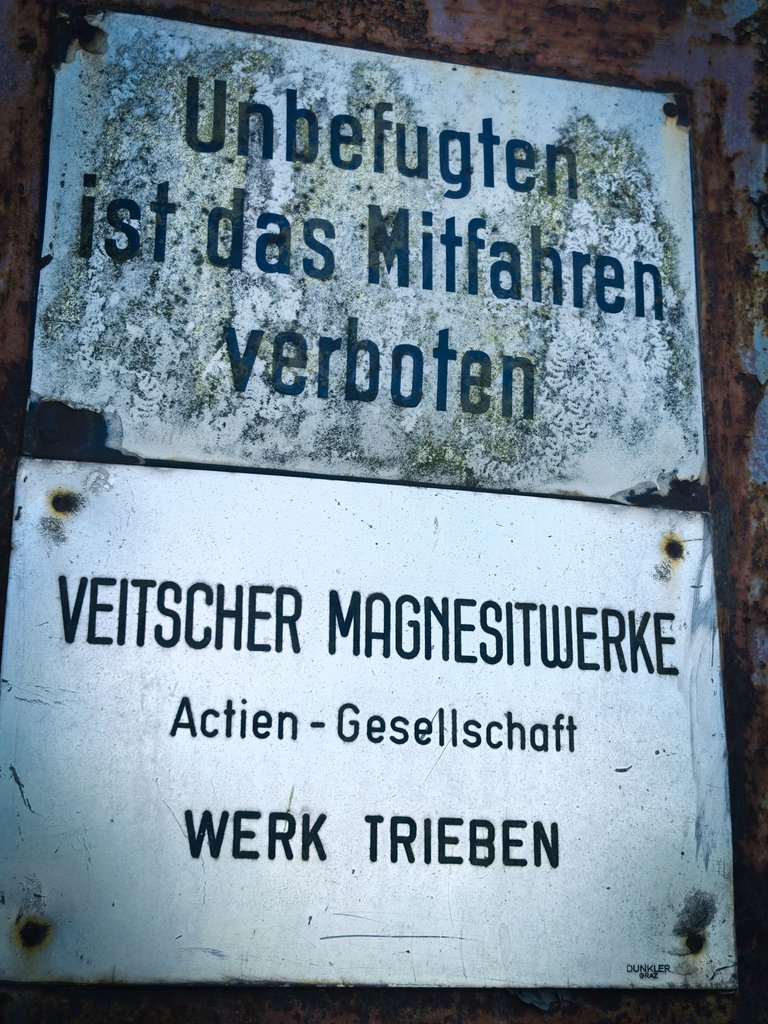 Unbefugten
ist das Mitfahren
verboten
VEITSCHER MAGNESITWERKE
Actien - Gesellschaft
WERK TRIEBEN
DUNKLER
GRAZ